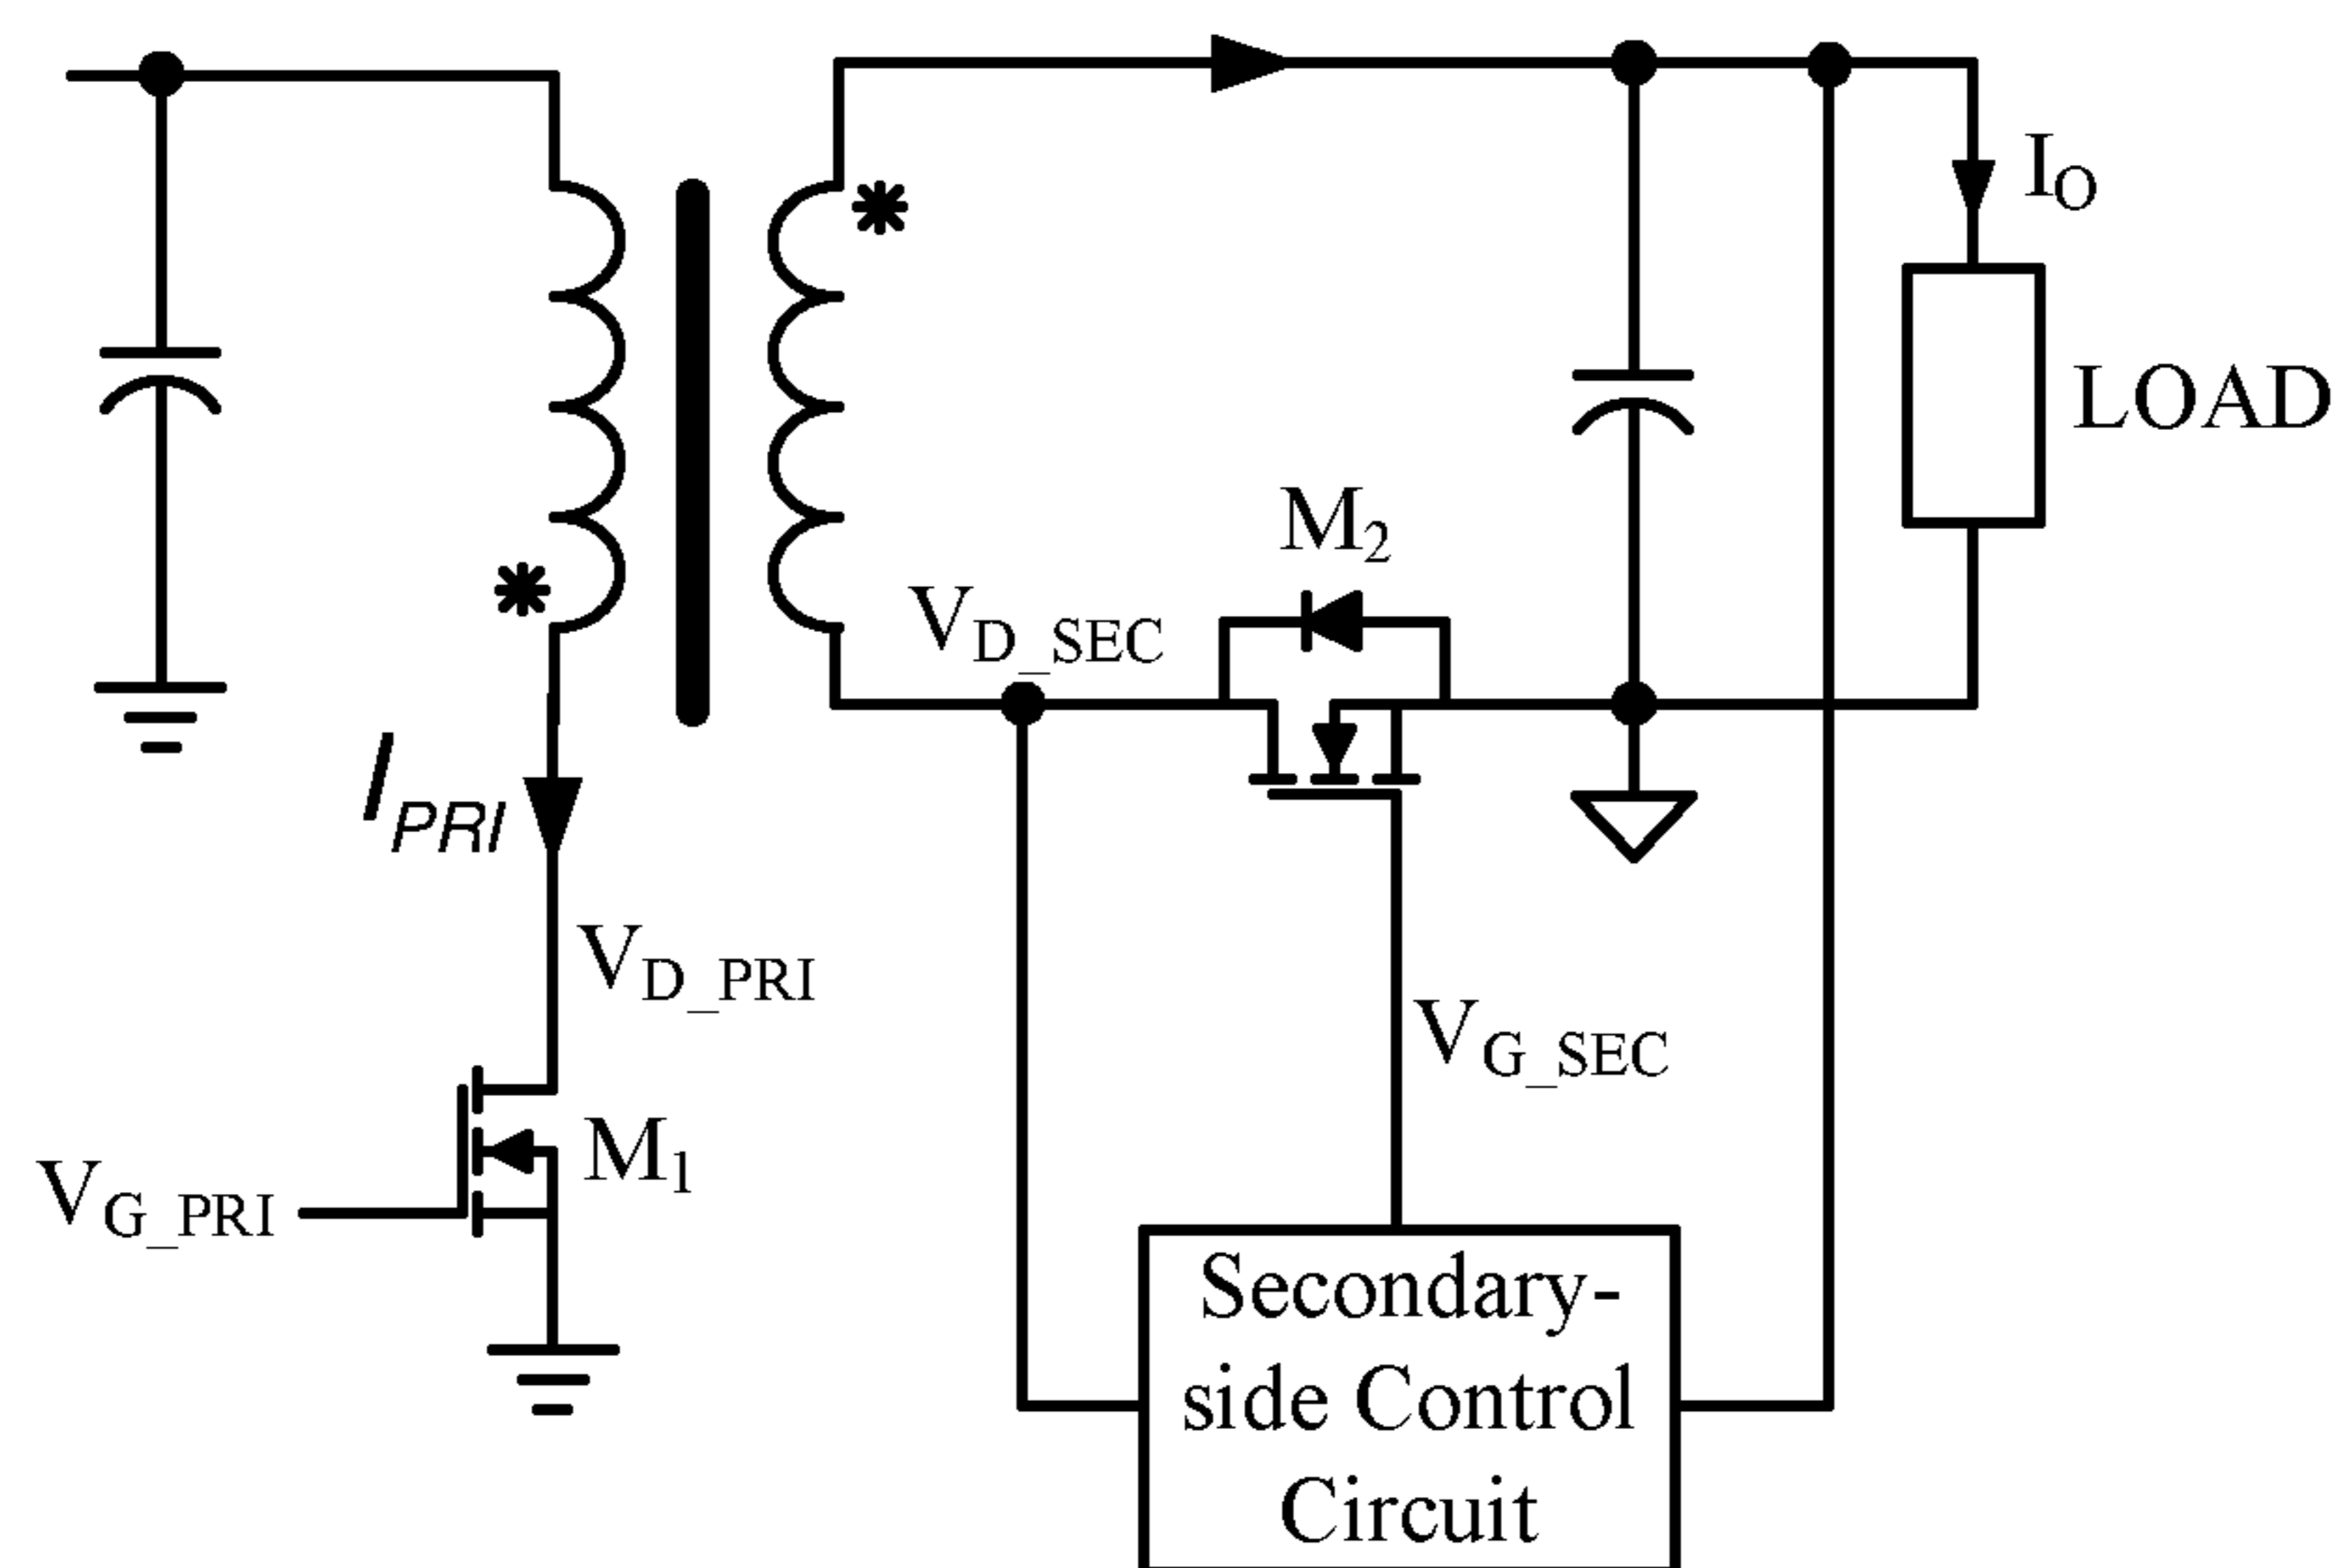 I_O
LOAD
M_2
V_D_SEC
I_PRI
V_D_PRI
V_G_SEC
M_1
V_G_PRI
Secondary-
side Control
Circuit